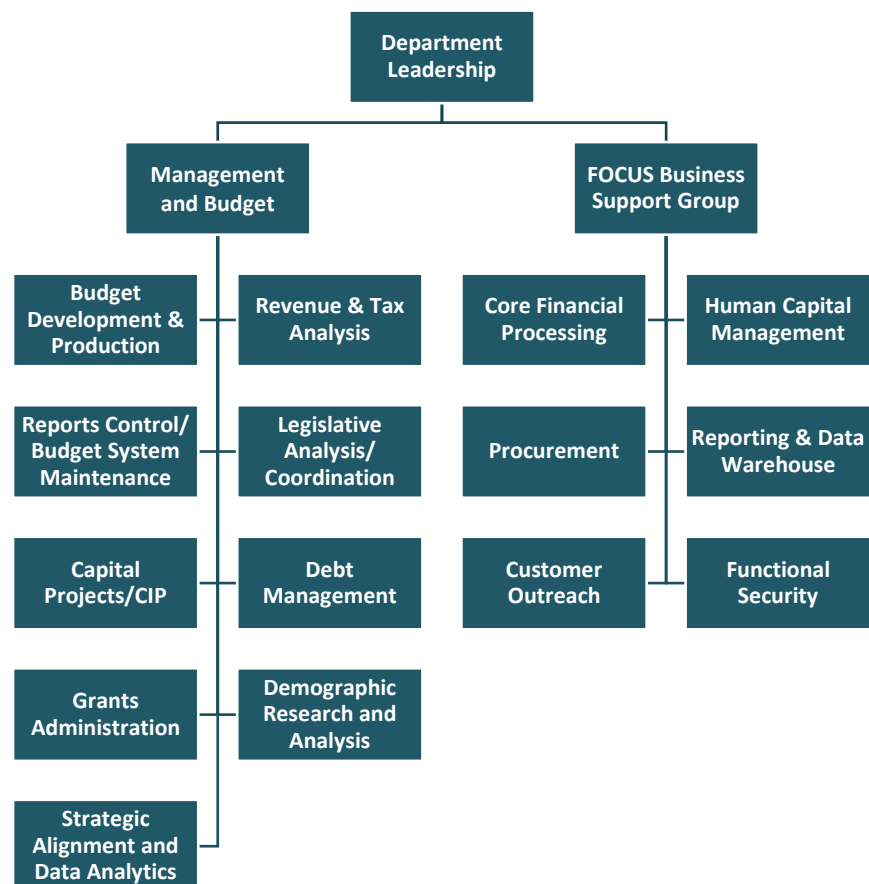 Department
Leadership
Management
and Budget
FOCUS Business
Support Group
Budget
Development &
Production
Revenue & Tax
Analysis
Core Financial
Processing
Human Capital
Management
Reports Control/
Budget System
Maintenance
Legislative
Analysis/
Coordination
Procurement
Reporting & Data
Warehouse
Capital
Projects/CIP
Debt
Management
Customer
Outreach
Functional
Security
Grants
Administration
Demographic
Research and
Analysis
Strategic
Alignment and
Data Analytics